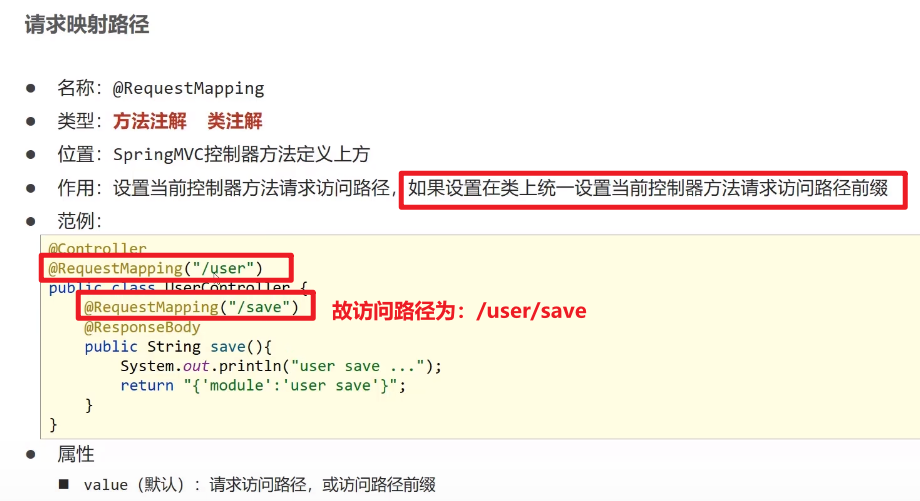 请求映射路径
● 名称：@RequestMapping
● 类型：方法注解 类注解
● 位置：SpringMVC控制器方法定义上方
● 作用：设置当前控制器方法请求访问路径，如果设置在类上统一设置当前控制器方法请求访问路径前缀
● 范例：
@Controller
@RequestMapping("/user")
public class UserController {
@RequestMapping("/save") 故访问路径为：/user/save
@ResponseBody
public String save(){
System.out.println("user save ...");
return "{'module':'user save'}";
}
}
● 属性
■ value（默认）：请求访问路径，或访问路径前缀